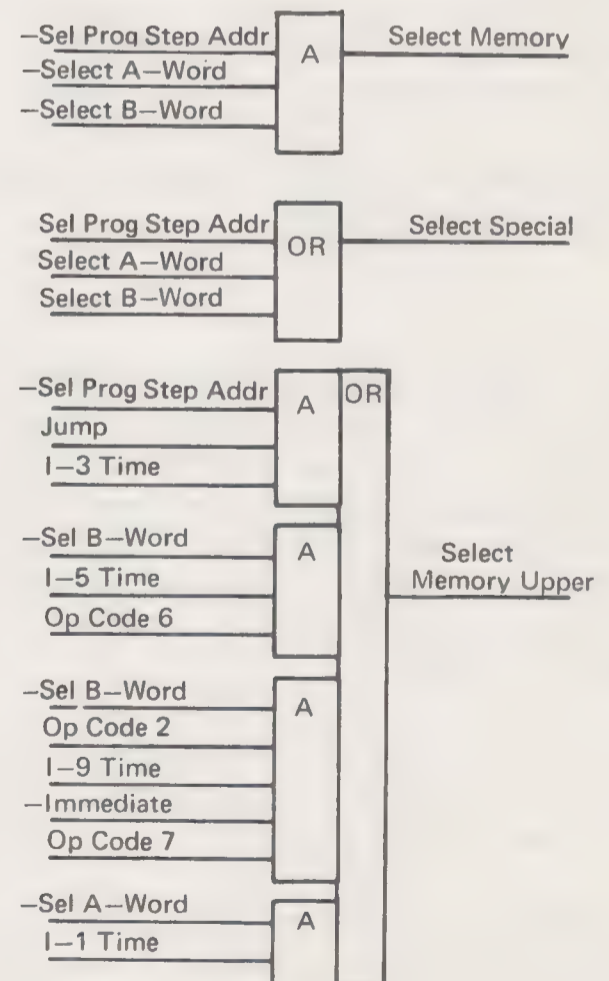 —Sel Prog Step Addr
—Select A—Word
—Select B—Word
A
Select Memory
Sel Prog Step Addr
Select A—Word
Select B—Word
OR
Select Special
—Sel Prog Step Addr
Jump
I—3 Time
A
OR
—Sel B—Word
I—5 Time
Op Code 6
A
Select
Memory Upper
—Sel B—Word
Op Code 2
I—9 Time
—Immediate
Op Code 7
A
—Sel A—Word
I—1 Time
A